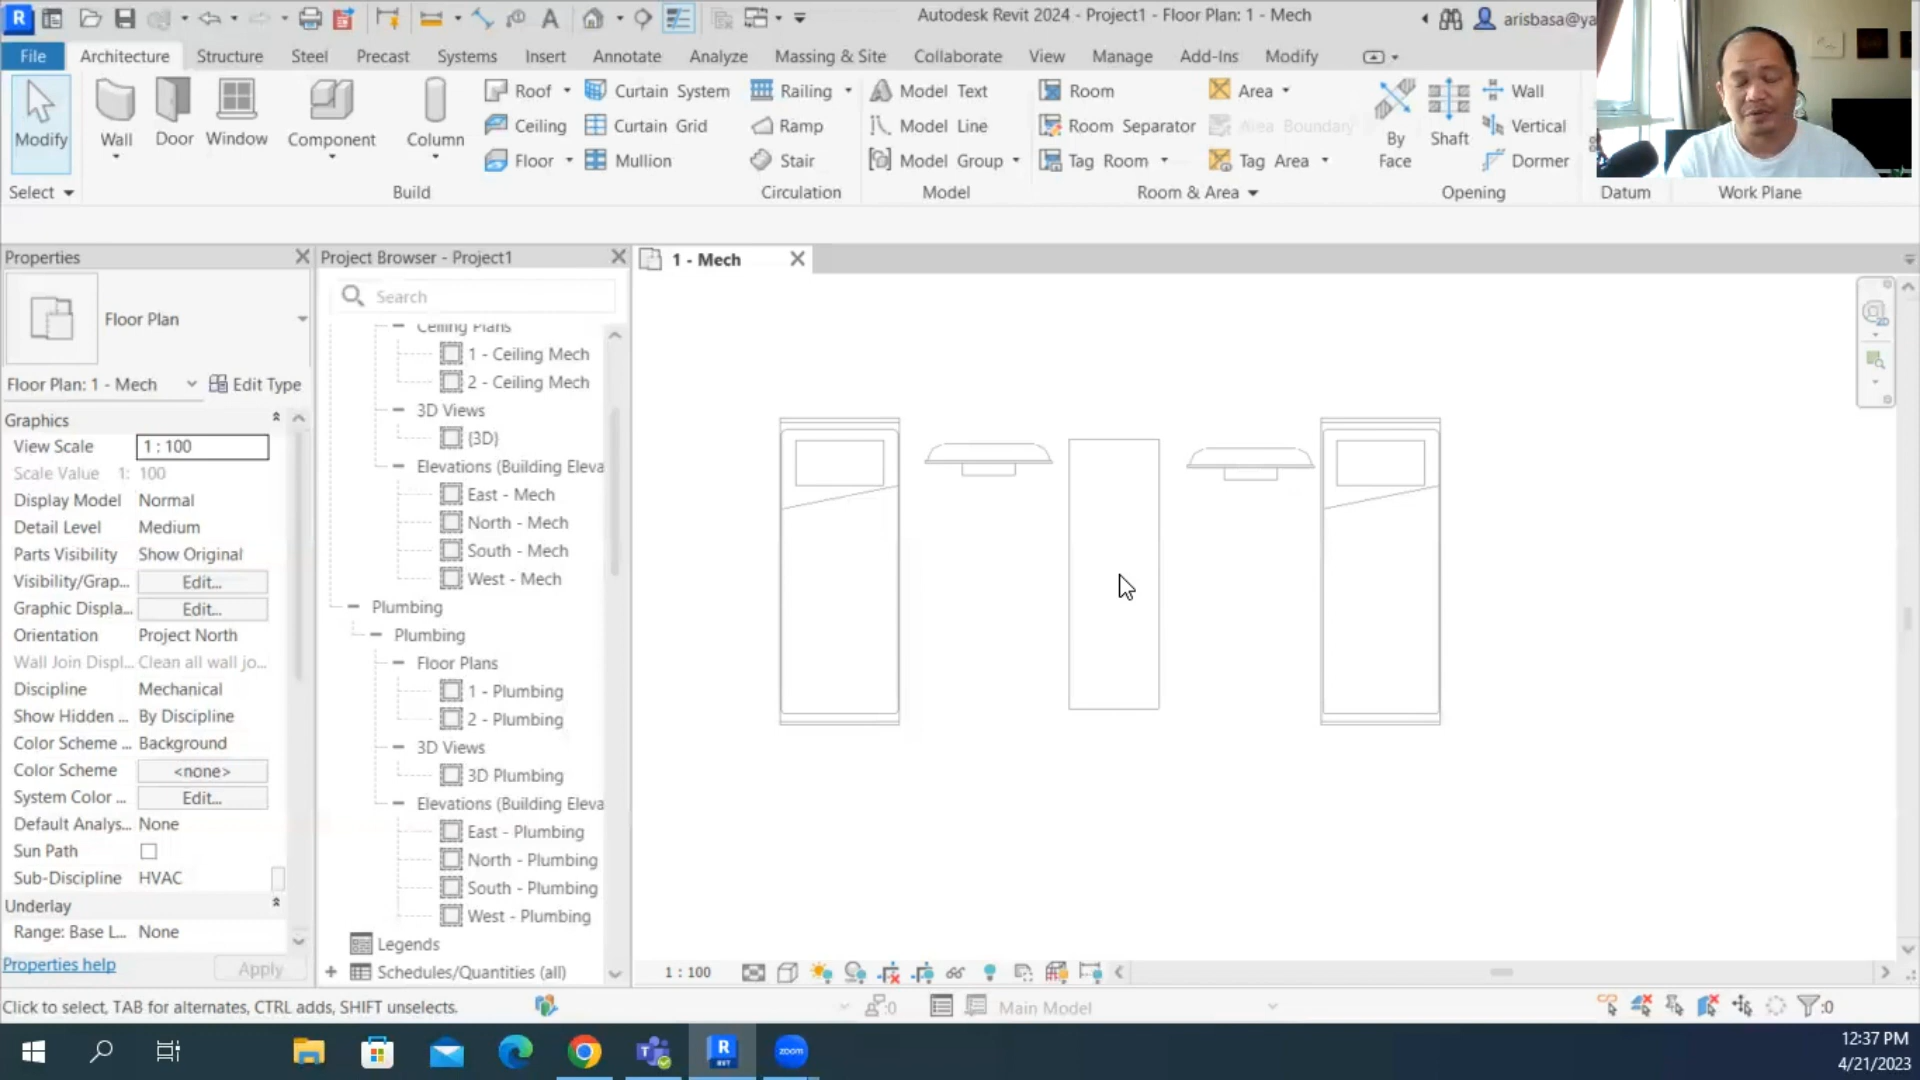 Autodesk Revit 2024 - Project1 - Floor Plan: 1 - Mech
arisbasa@ya
File Architecture Structure Steel Precast Systems Insert Annotate Analyze Massing & Site Collaborate View Manage Add-Ins Modify
Modify
Wall
Door
Window
Component
Column
Roof
Ceiling
Floor
Curtain System
Curtain Grid
Mullion
Railing
Ramp
Stair
Model Text
Model Line
Model Group
Room
Room Separator
Tag Room
Area
Area Boundary
Tag Area
By Face
Shaft
Wall
Vertical
Dormer
Select
Build
Circulation
Model
Room & Area
Opening
Datum
Work Plane
Properties
Floor Plan
Floor Plan: 1 - Mech
Edit Type
Graphics
View Scale 1 : 100
Scale Value 1: 100
Display Model Normal
Detail Level Medium
Parts Visibility Show Original
Visibility/Grap... Edit...
Graphic Displa... Edit...
Orientation Project North
Wall Join Displ... Clean all wall jo...
Discipline Mechanical
Show Hidden ... By Discipline
Color Scheme ... Background
Color Scheme <none>
System Color ... Edit...
Default Analys... None
Sun Path
Sub-Discipline HVAC
Underlay
Range: Base L... None
Properties help
Apply
Project Browser - Project1
Search
Ceiling Plans
1 - Ceiling Mech
2 - Ceiling Mech
3D Views
{3D}
Elevations (Building Eleva
East - Mech
North - Mech
South - Mech
West - Mech
Plumbing
Plumbing
Floor Plans
1 - Plumbing
2 - Plumbing
3D Views
3D Plumbing
Elevations (Building Eleva
East - Plumbing
North - Plumbing
South - Plumbing
West - Plumbing
Legends
Schedules/Quantities (all)
1 - Mech
2D
1 : 100
Click to select, TAB for alternates, CTRL adds, SHIFT unselects.
:0
Main Model
:0
R
RVT
zoom
12:37 PM
4/21/2023